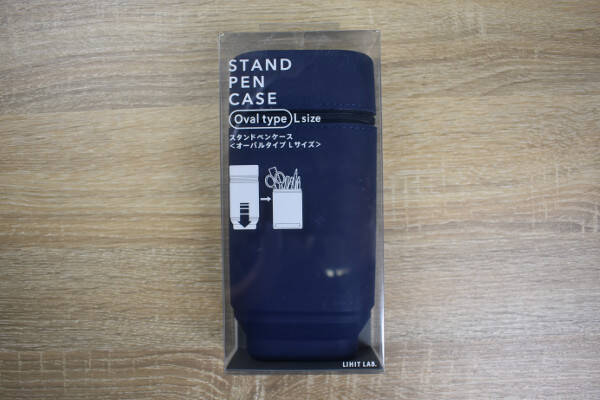 STAND
PEN
CASE
Oval type L size
スタンドペンケース
<オーバルタイプ Lサイズ>
LIHIT LAB.